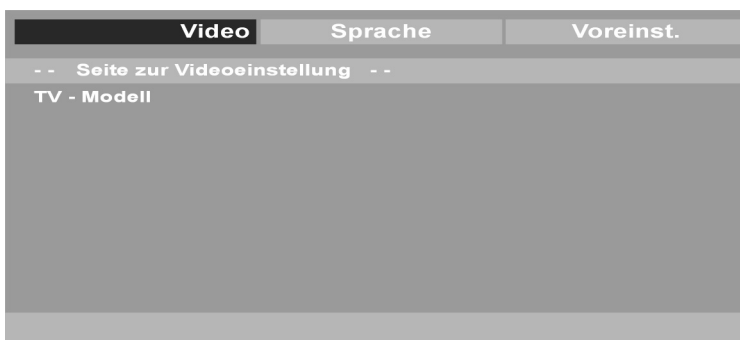 Video Sprache Voreinst.
-- Seite zur Videoeinstellung --
TV - Modell